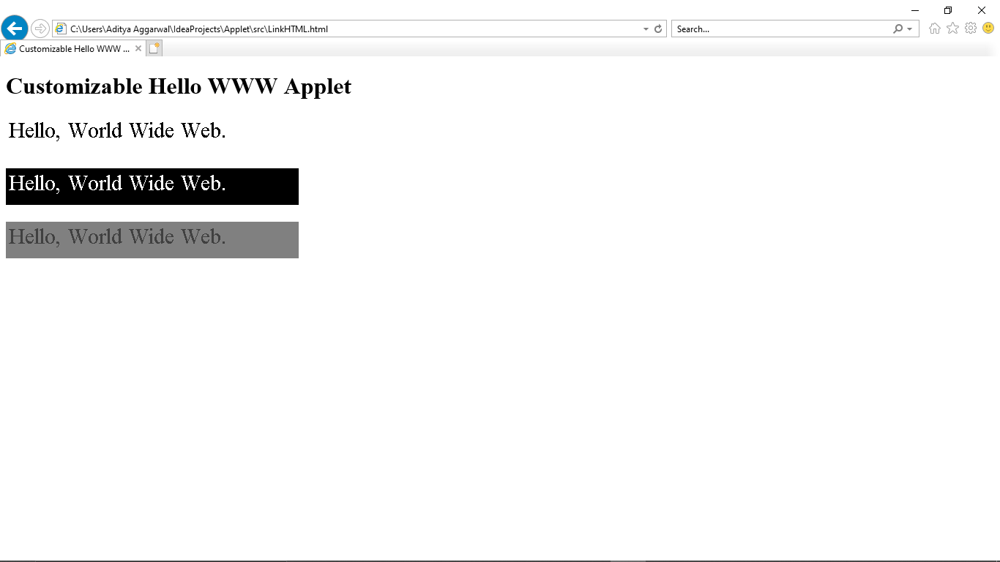 C:\Users\Aditya Aggarwal\IdeaProjects\Applet\src\LinkHTML.html
Search...
Customizable Hello WWW ...
Customizable Hello WWW Applet
Hello, World Wide Web.
Hello, World Wide Web.
Hello, World Wide Web.